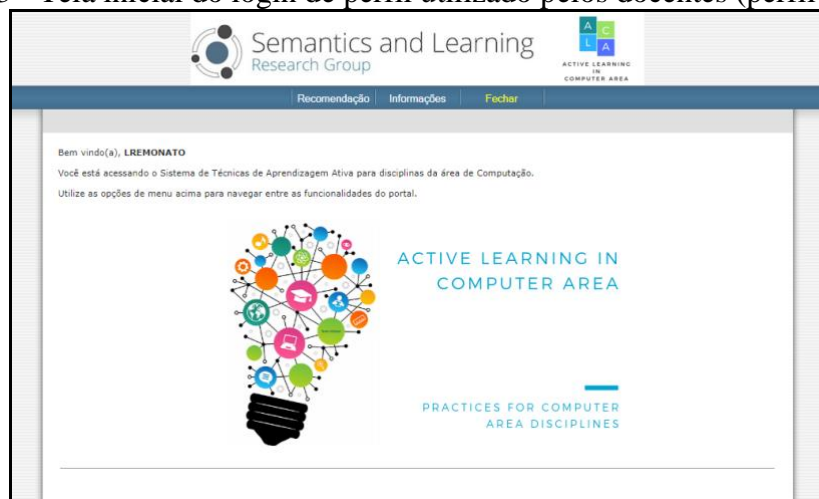 Tela inicial do login de perfil utilizado pelos docentes (perfil
Semantics and Learning
Research Group
A C
L A
ACTIVE LEARNING
IN
COMPUTER AREA
Recomendação Informações Fechar
Bem vindo(a), LREMONATO
Você está acessando o Sistema de Técnicas de Aprendizagem Ativa para disciplinas da área de Computação.
Utilize as opções de menu acima para navegar entre as funcionalidades do portal.
ACTIVE LEARNING IN
COMPUTER AREA
PRACTICES FOR COMPUTER
AREA DISCIPLINES